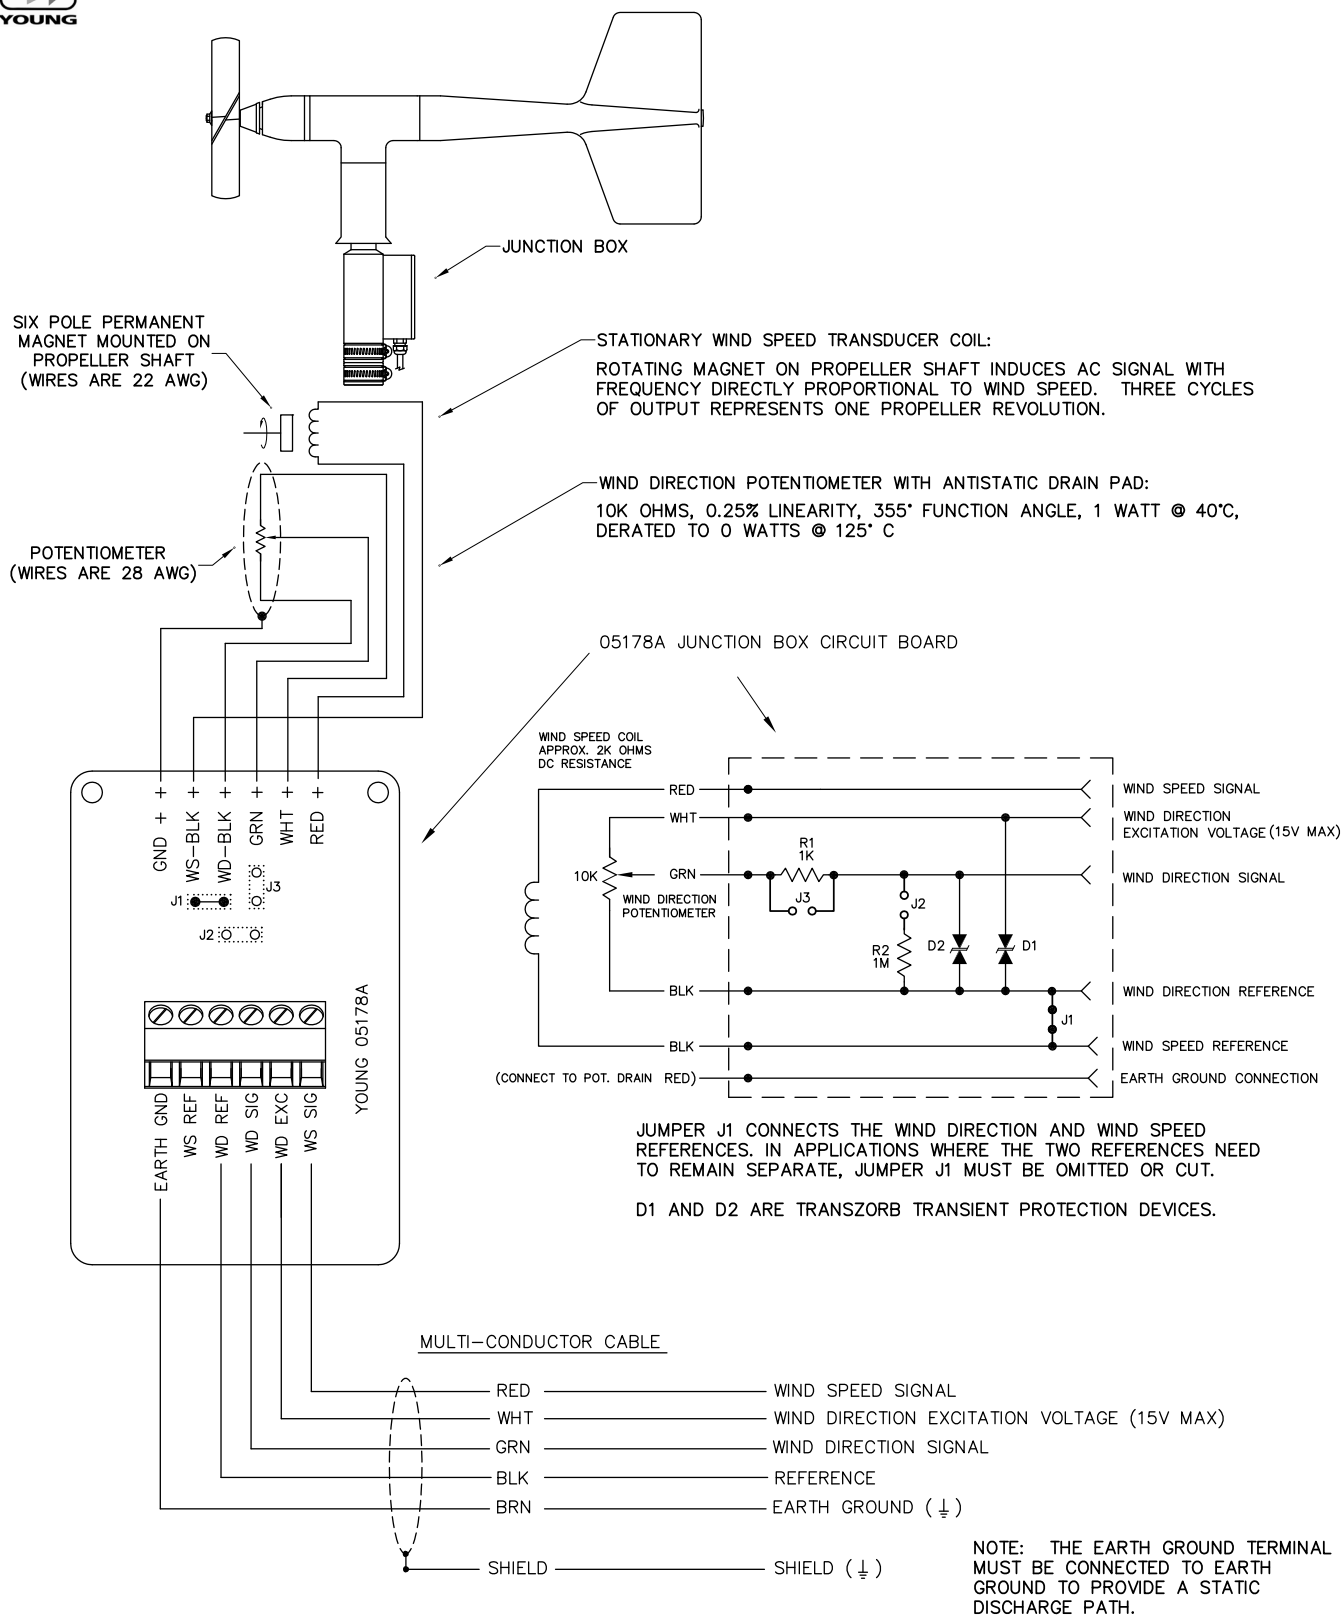 YOUNG
JUNCTION BOX
SIX POLE PERMANENT
MAGNET MOUNTED ON
PROPELLER SHAFT
(WIRES ARE 22 AWG)
STATIONARY WIND SPEED TRANSDUCER COIL:
ROTATING MAGNET ON PROPELLER SHAFT INDUCES AC SIGNAL WITH
FREQUENCY DIRECTLY PROPORTIONAL TO WIND SPEED. THREE CYCLES
OF OUTPUT REPRESENTS ONE PROPELLER REVOLUTION.
WIND DIRECTION POTENTIOMETER WITH ANTISTATIC DRAIN PAD:
10K OHMS, 0.25% LINEARITY, 355° FUNCTION ANGLE, 1 WATT @ 40°C,
DERATED TO 0 WATTS @ 125° C
POTENTIOMETER
(WIRES ARE 28 AWG)
05178A JUNCTION BOX CIRCUIT BOARD
GND +
WS-BLK +
WD-BLK +
GRN +
WHT +
RED +
J1
J3
J2
YOUNG 05178A
EARTH GND
WS REF
WD REF
WD SIG
WD EXC
WS SIG
WIND SPEED COIL
APPROX. 2K OHMS
DC RESISTANCE
RED
WIND SPEED SIGNAL
WHT
WIND DIRECTION
EXCITATION VOLTAGE (15V MAX)
R1
1K
10K
GRN
WIND DIRECTION SIGNAL
J3
J2
WIND DIRECTION
POTENTIOMETER
R2
1M
D2
D1
BLK
WIND DIRECTION REFERENCE
J1
BLK
WIND SPEED REFERENCE
(CONNECT TO POT. DRAIN RED)
EARTH GROUND CONNECTION
JUMPER J1 CONNECTS THE WIND DIRECTION AND WIND SPEED
REFERENCES. IN APPLICATIONS WHERE THE TWO REFERENCES NEED
TO REMAIN SEPARATE, JUMPER J1 MUST BE OMITTED OR CUT.
D1 AND D2 ARE TRANSZORB TRANSIENT PROTECTION DEVICES.
MULTI-CONDUCTOR CABLE
RED WIND SPEED SIGNAL
WHT WIND DIRECTION EXCITATION VOLTAGE (15V MAX)
GRN WIND DIRECTION SIGNAL
BLK REFERENCE
BRN EARTH GROUND (⏚)
SHIELD SHIELD (⏚)
NOTE: THE EARTH GROUND TERMINAL
MUST BE CONNECTED TO EARTH
GROUND TO PROVIDE A STATIC
DISCHARGE PATH.